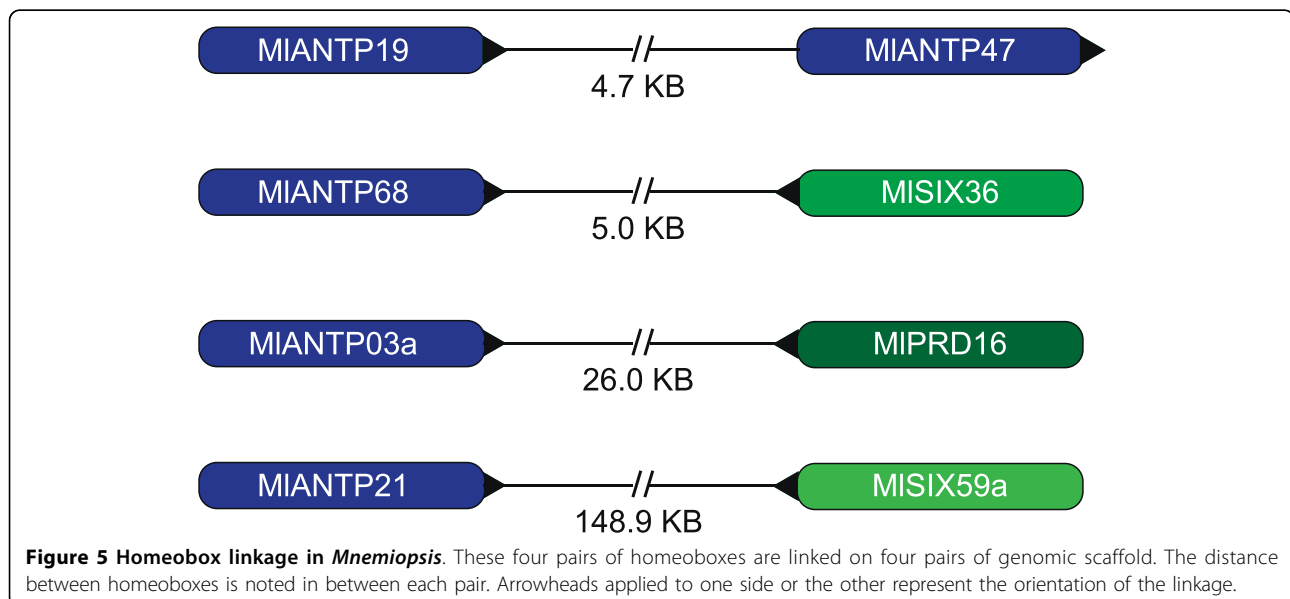 MIANTP19 // MIANTP47
4.7 KB
MIANTP68 // MISIX36
5.0 KB
MIANTP03a // MIPRD16
26.0 KB
MIANTP21 // MISIX59a
148.9 KB
Figure 5 Homeobox linkage in Mnemiopsis. These four pairs of homeoboxes are linked on four pairs of genomic scaffold. The distance
between homeoboxes is noted in between each pair. Arrowheads applied to one side or the other represent the orientation of the linkage.